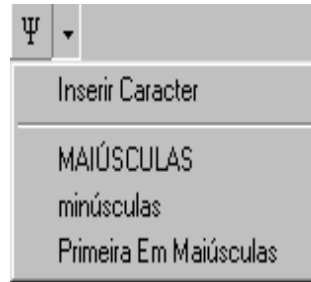 Ψ
Inserir Caracter
MAIÚSCULAS
minúsculas
Primeira Em Maiúsculas